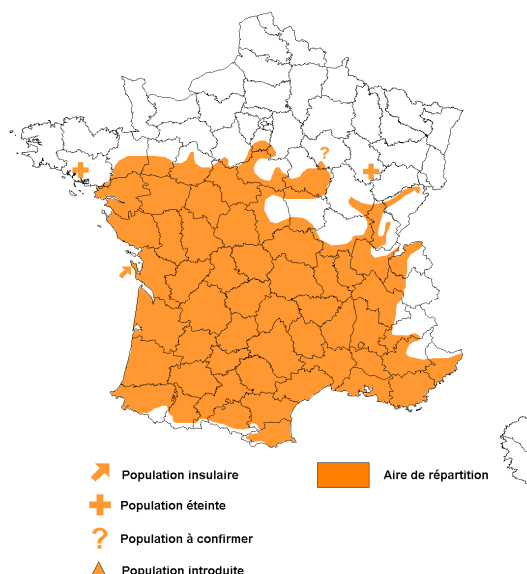 ?
Population insulaire
Aire de répartition
Population éteinte
? Population à confirmer
Population introduite